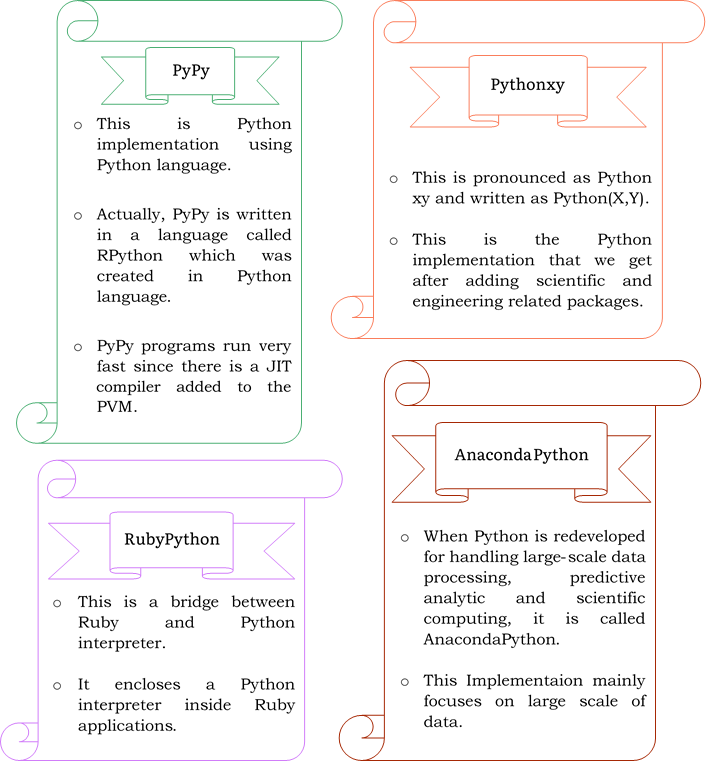 PyPy
o This is Python
implementation using
Python language.
o Actually, PyPy is written
in a language called
RPython which was
created in Python
language.
o PyPy programs run very
fast since there is a JIT
compiler added to the
PVM.
Pythonxy
o This is pronounced as Python
xy and written as Python(X,Y).
o This is the Python
implementation that we get
after adding scientific and
engineering related packages.
RubyPython
o This is a bridge between
Ruby and Python
interpreter.
o It encloses a Python
interpreter inside Ruby
applications.
AnacondaPython
o When Python is redeveloped
for handling large-scale data
processing, predictive
analytic and scientific
computing, it is called
AnacondaPython.
o This Implementaion mainly
focuses on large scale of
data.